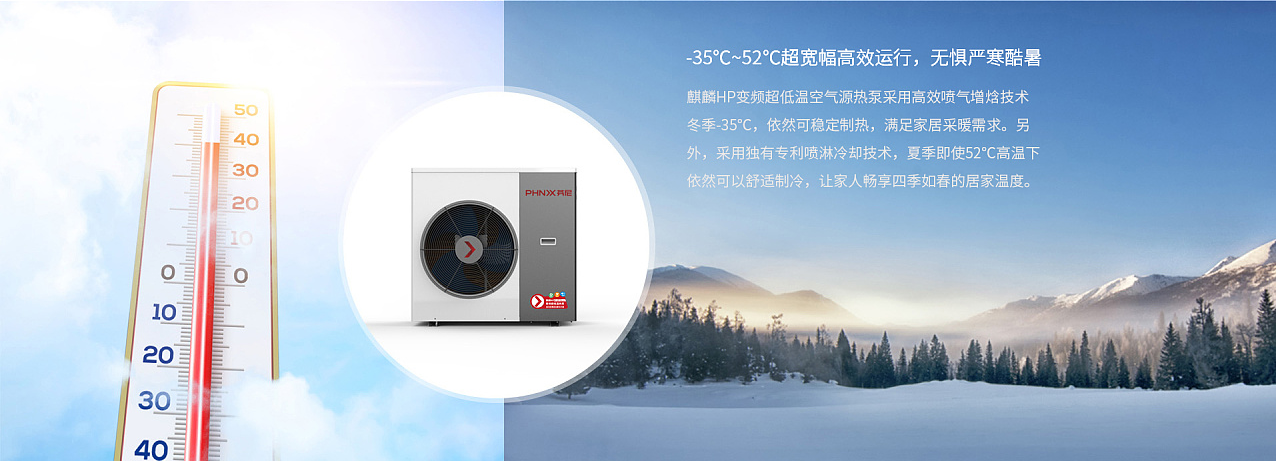 -35℃~52℃超宽幅高效运行，无惧严寒酷暑
麒麟HP变频超低温空气源热泵采用高效喷气增焓技术
冬季-35℃，依然可稳定制热，满足家居采暖需求。另
外，采用独有专利喷淋冷却技术，夏季即使52℃高温下
依然可以舒适制冷，让家人畅享四季如春的居家温度。
50
40
30
20
10
0 0
10
20
30
40
PHNIX 芬尼